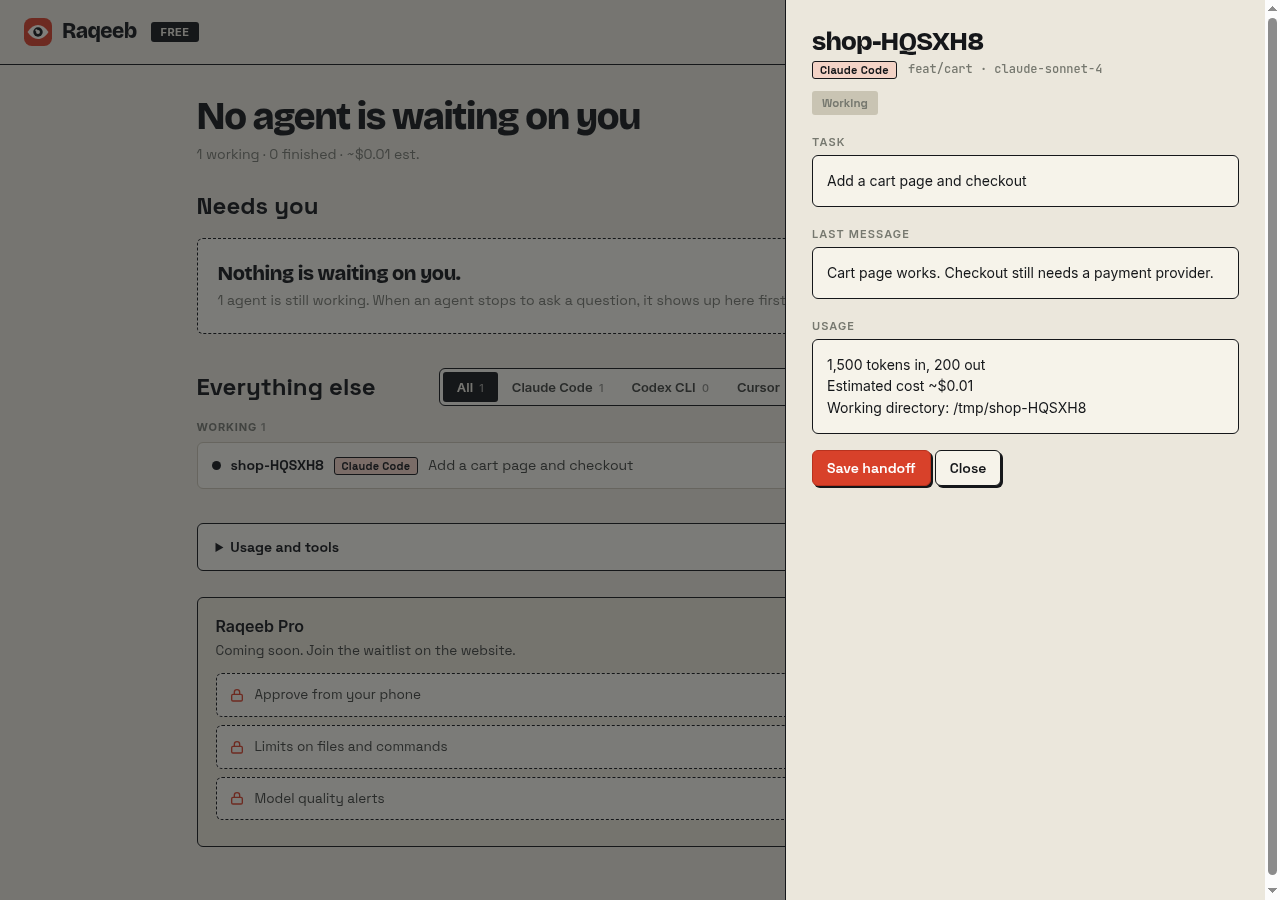 Raqeeb FREE
No agent is waiting on you
1 working · 0 finished · ~$0.01 est.
Needs you
Nothing is waiting on you.
1 agent is still working. When an agent stops to ask a question, it shows up here first
Everything else
All 1 Claude Code 1 Codex CLI 0 Cursor
WORKING 1
shop-HQSXH8 Claude Code Add a cart page and checkout
Usage and tools
Raqeeb Pro
Coming soon. Join the waitlist on the website.
Approve from your phone
Limits on files and commands
Model quality alerts
shop-HQSXH8
Claude Code feat/cart · claude-sonnet-4
Working
TASK
Add a cart page and checkout
LAST MESSAGE
Cart page works. Checkout still needs a payment provider.
USAGE
1,500 tokens in, 200 out
Estimated cost ~$0.01
Working directory: /tmp/shop-HQSXH8
Save handoff Close